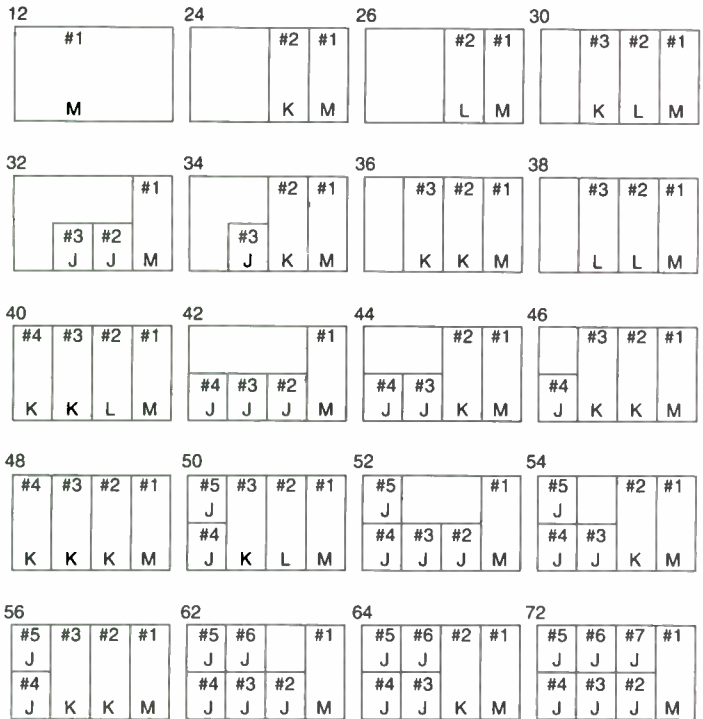 12 24 26 30
#1 #2 #1 #2 #1 #3 #2 #1
M K M L M K L M
32 34 36 38
#1 #2 #1 #3 #2 #1 #3 #2 #1
#3 #2 #3
J J M J K M K K M L L M
40 42 44 46
#4 #3 #2 #1 #1 #2 #1 #3 #2 #1
#4 #3 #2 #4 #3 #4
K K L M J J J M J J K M J K K M
48 50 52 54
#4 #3 #2 #1 #5 #3 #2 #1 #5 #1 #5 #2 #1
J J J
#4 #4 #3 #2 #4 #3
K K K M J K L M J J J M J J K M
56 62 64 72
#5 #3 #2 #1 #5 #6 #1 #5 #6 #2 #1 #5 #6 #7 #1
J J J J J J J J
#4 #4 #3 #2 #4 #3 #4 #3 #2
J K K M J J J M J J K M J J J M